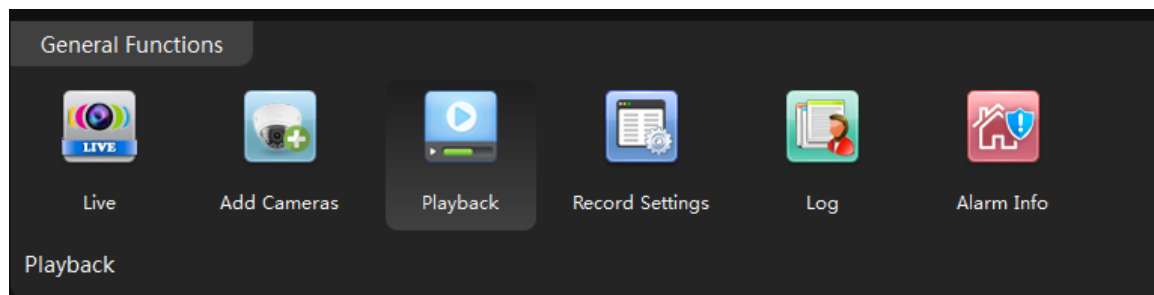 General Functions
LIVE
Live
Add Cameras
Playback
Record Settings
Log
Alarm Info
Playback